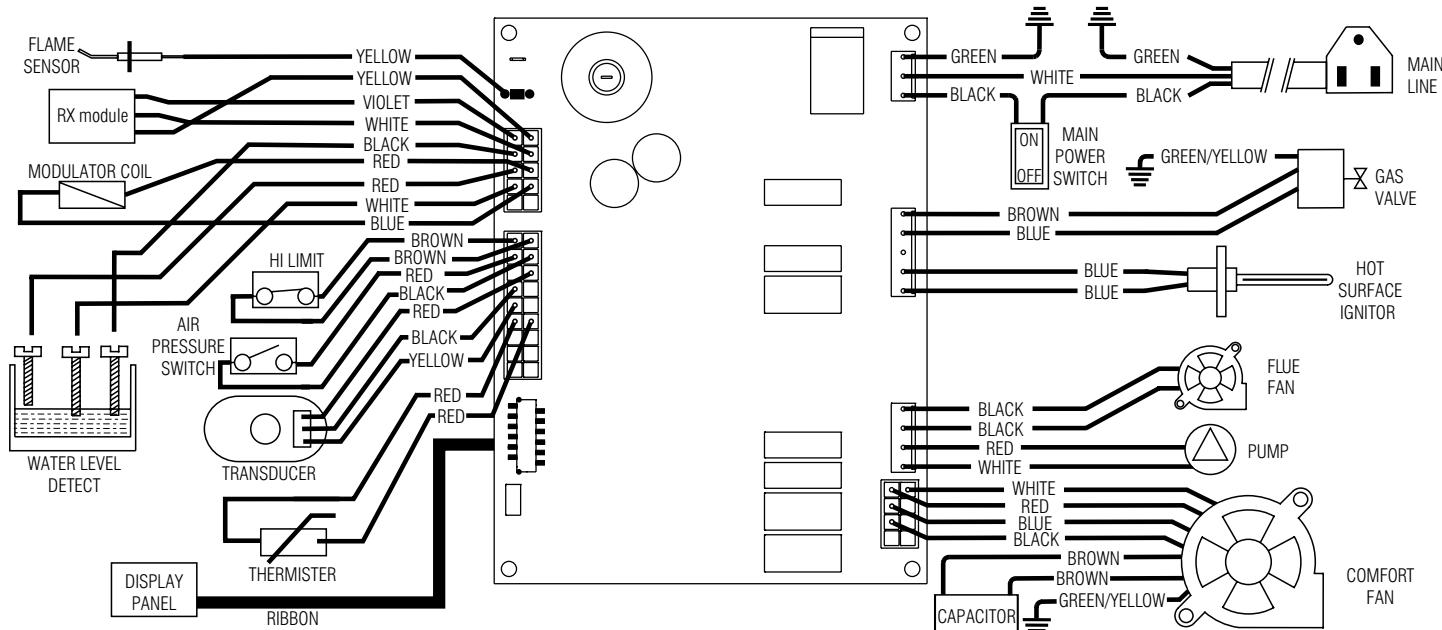 FLAME
SENSOR
YELLOW
YELLOW
RX module
VIOLET
WHITE
BLACK
RED
MODULATOR COIL
RED
WHITE
BLUE
BROWN
BROWN
HI LIMIT
RED
BLACK
RED
AIR
PRESSURE
SWITCH
BLACK
YELLOW
RED
RED
TRANSDUCER
WATER LEVEL
DETECT
THERMISTER
DISPLAY
PANEL
RIBBON
GREEN
GREEN
WHITE
MAIN
LINE
BLACK
BLACK
ON
OFF
MAIN
POWER
SWITCH
GREEN/YELLOW
GAS
VALVE
BROWN
BLUE
BLUE
BLUE
HOT
SURFACE
IGNITOR
FLUE
FAN
BLACK
BLACK
RED
WHITE
PUMP
WHITE
RED
BLUE
BLACK
BROWN
BROWN
GREEN/YELLOW
COMFORT
FAN
CAPACITOR